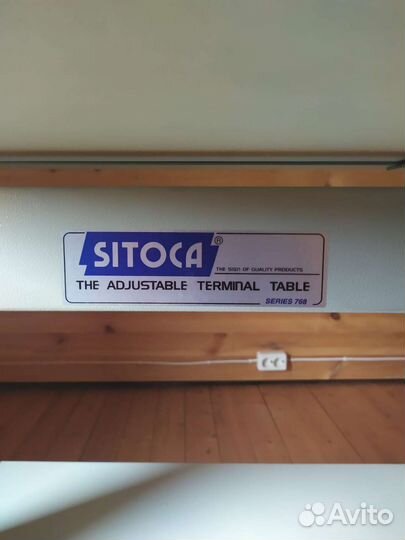 SITOCA®
THE SIGN OF QUALITY PRODUCTS
THE ADJUSTABLE TERMINAL TABLE
SERIES 768
Avito